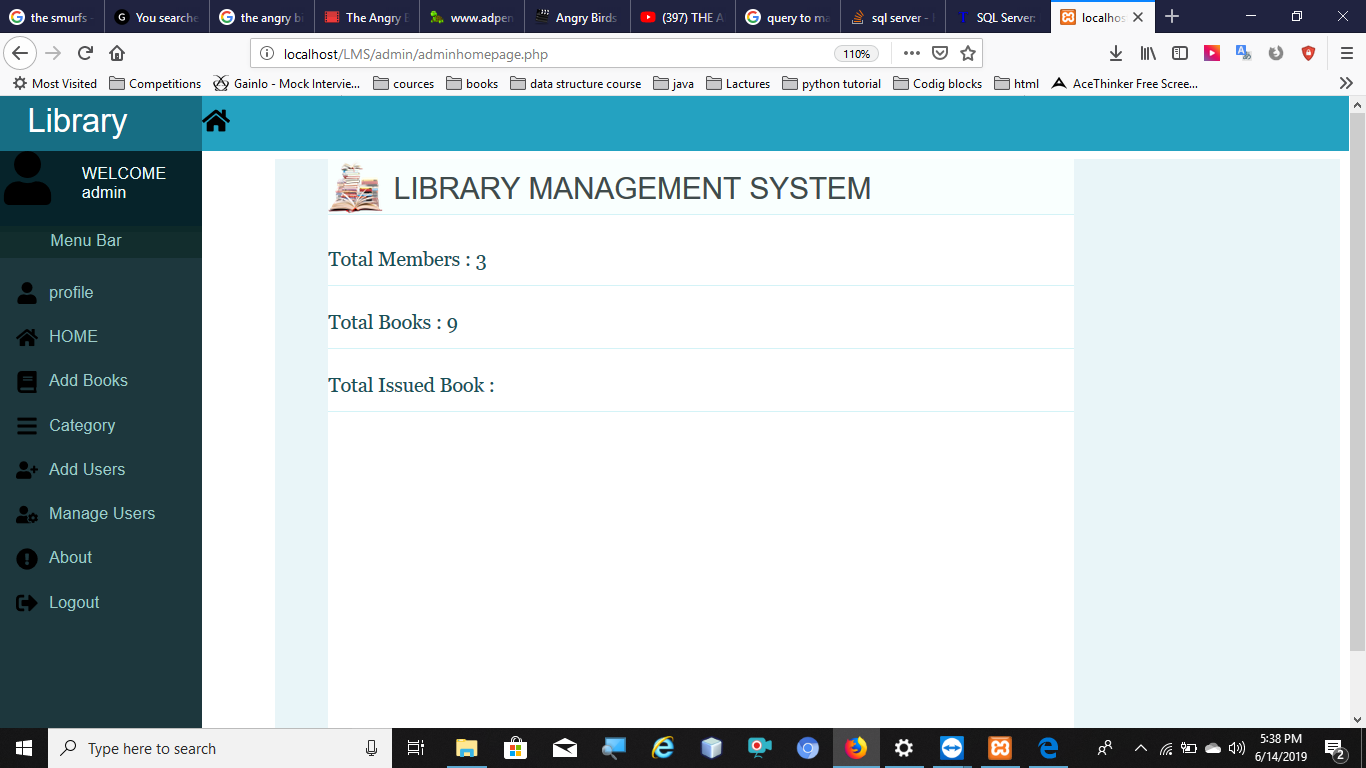 the smurfs -
You searche
the angry bi
The Angry B
www.adpen
Angry Birds
(397) THE A
query to ma
sql server -
SQL Server:
localhos
localhost/LMS/admin/adminhomepage.php
110%
Most Visited
Competitions
Gainlo - Mock Intervie...
cources
books
data structure course
java
Lactures
python tutorial
Codig blocks
html
AceThinker Free Scree...
Library
WELCOME
admin
Menu Bar
profile
HOME
Add Books
Category
Add Users
Manage Users
About
Logout
LIBRARY MANAGEMENT SYSTEM
Total Members : 3
Total Books : 9
Total Issued Book :
Type here to search
5:38 PM
6/14/2019
2